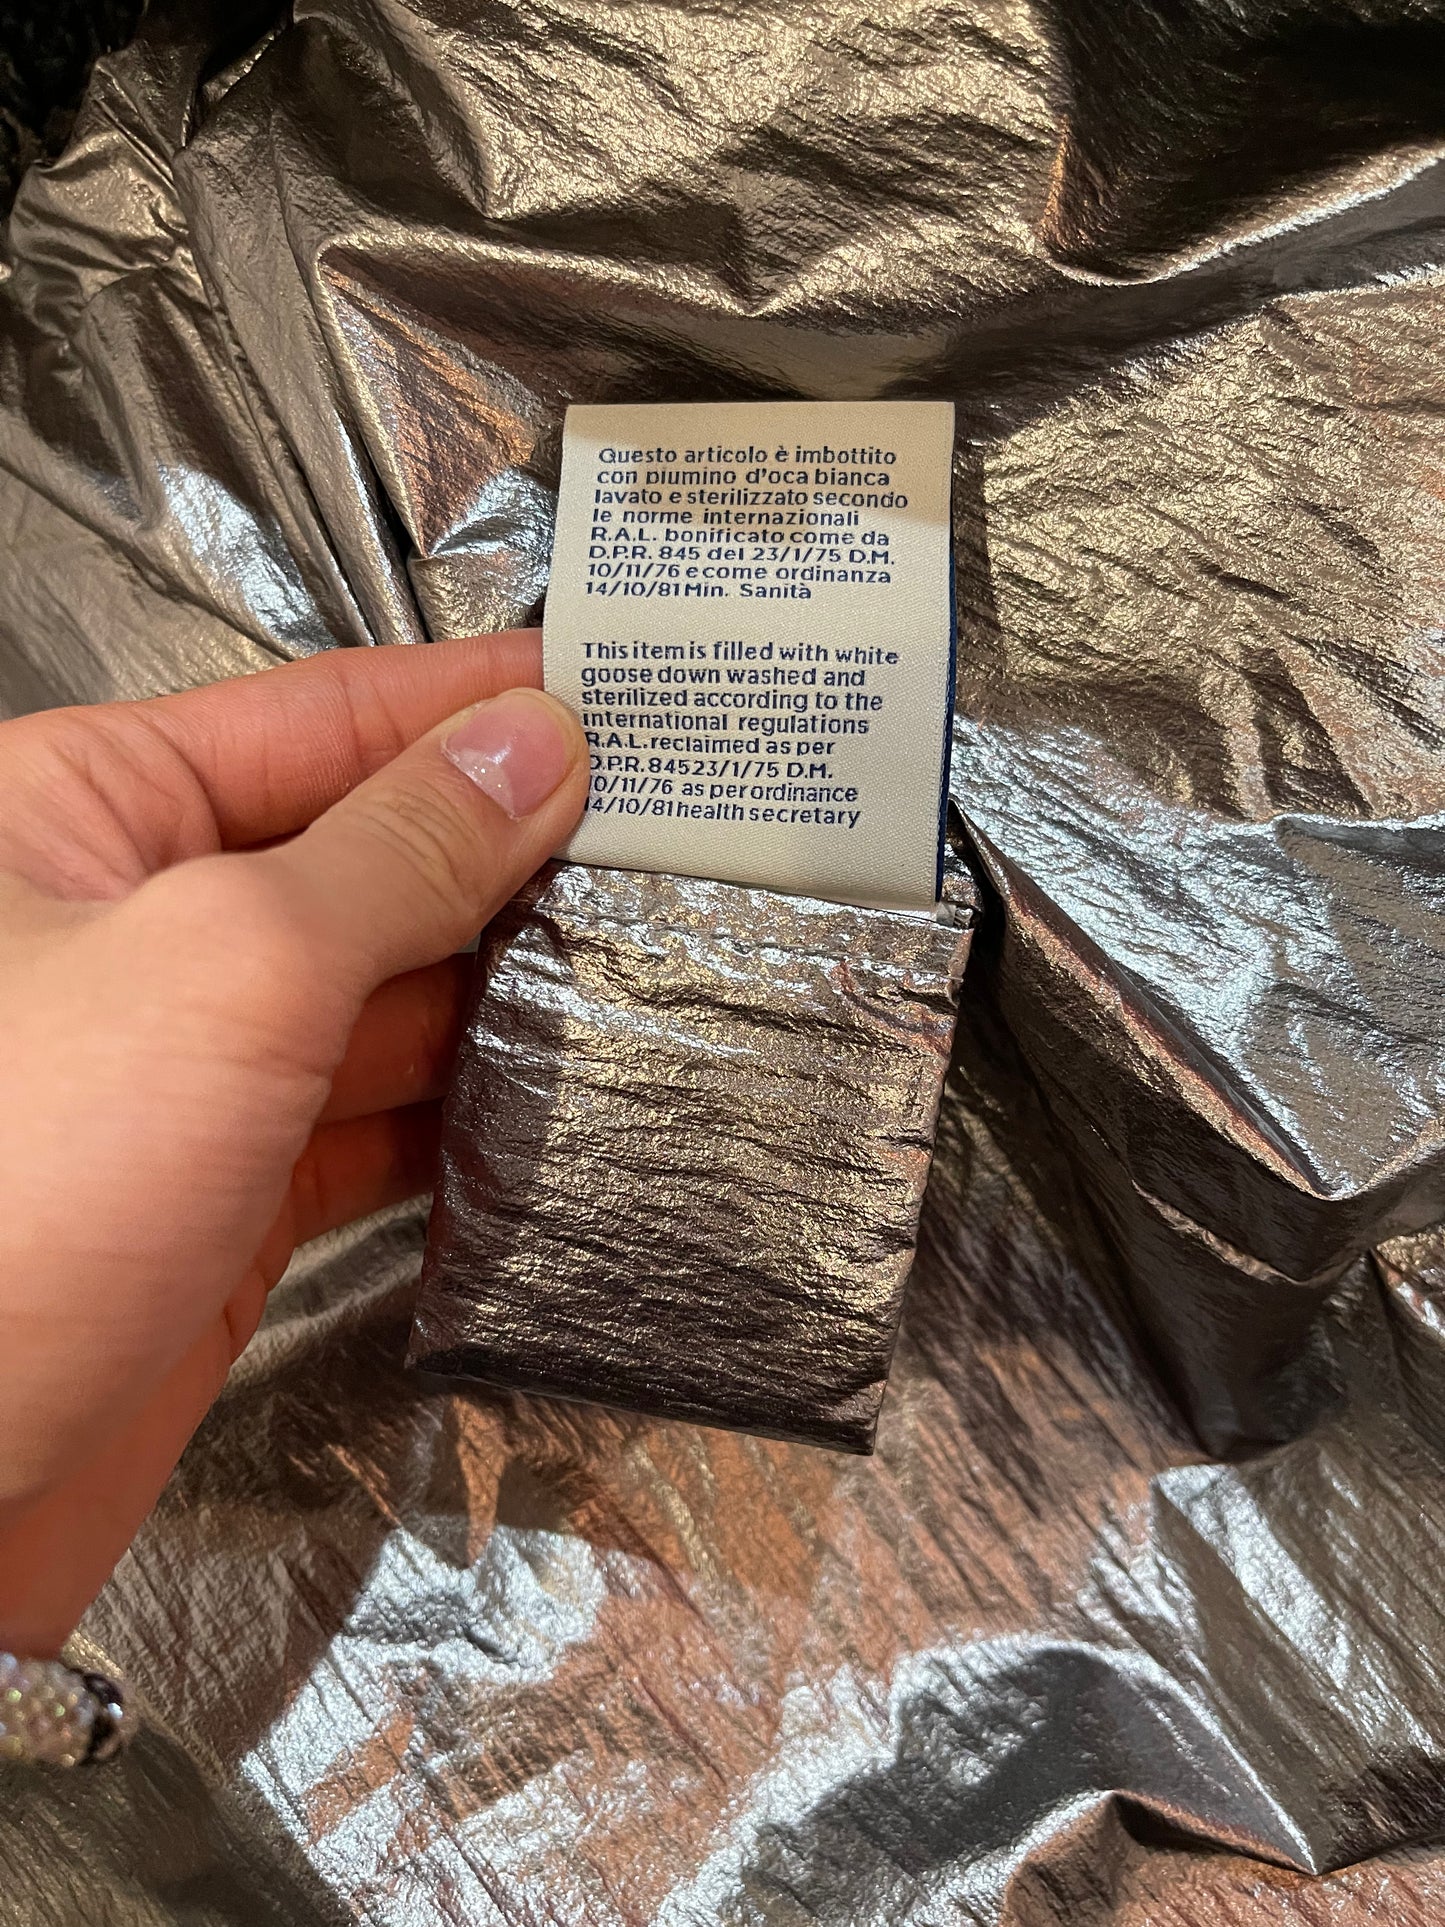 Questo articolo è imbottito
con piumino d'oca bianca
lavato e sterilizzato secondo
le norme internazionali
R.A.L. bonificato come da
D.P.R. 845 del 23/1/75 D.M.
10/11/76 e come ordinanza
14/10/81 Min. Sanità
This item is filled with white
goose down washed and
sterilized according to the
international regulations
R.A.L. reclaimed as per
D.P.R. 845 23/1/75 D.M.
10/11/76 as per ordinance
14/10/81 health secretary